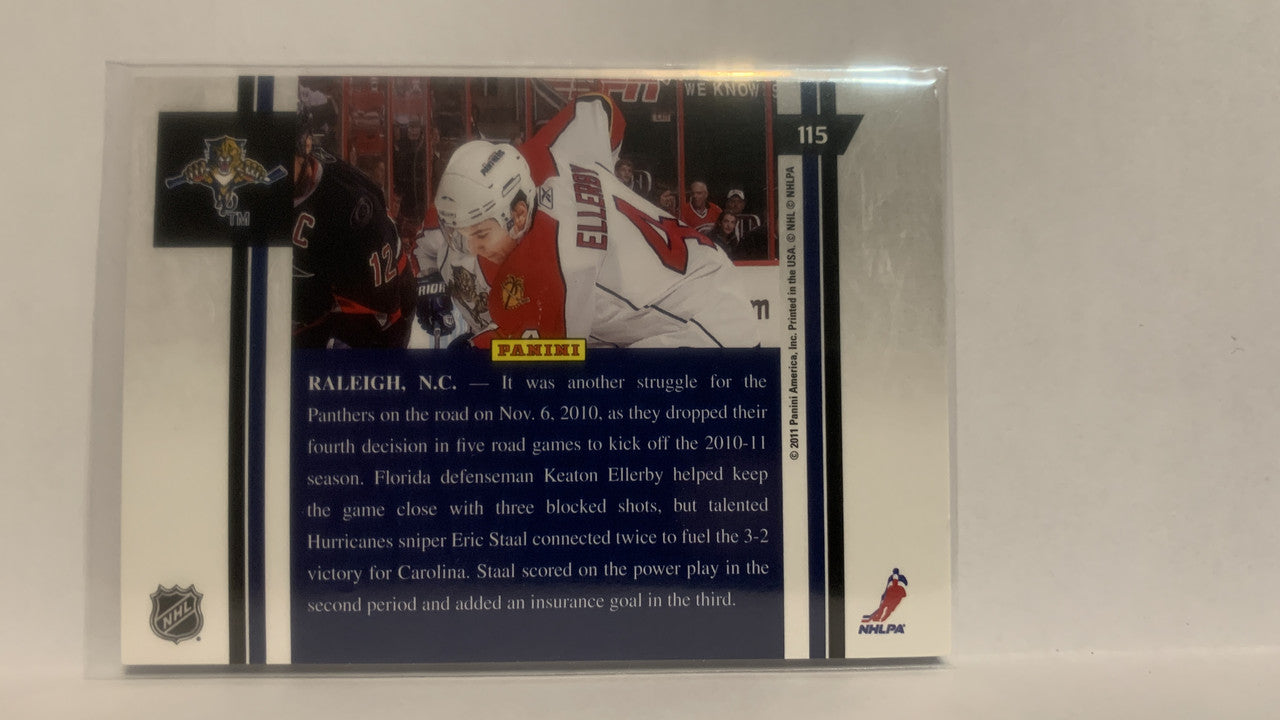 WE KNOW S
115
TM
C
12
ELLERBY
4
PANTHERS
m
PANINI
RALEIGH, N.C. — It was another struggle for the
Panthers on the road on Nov. 6, 2010, as they dropped their
fourth decision in five road games to kick off the 2010-11
season. Florida defenseman Keaton Ellerby helped keep
the game close with three blocked shots, but talented
Hurricanes sniper Eric Staal connected twice to fuel the 3-2
victory for Carolina. Staal scored on the power play in the
second period and added an insurance goal in the third.
© 2011 Panini America, Inc. Printed in the USA. © NHL © NHLPA
NHL
NHLPA